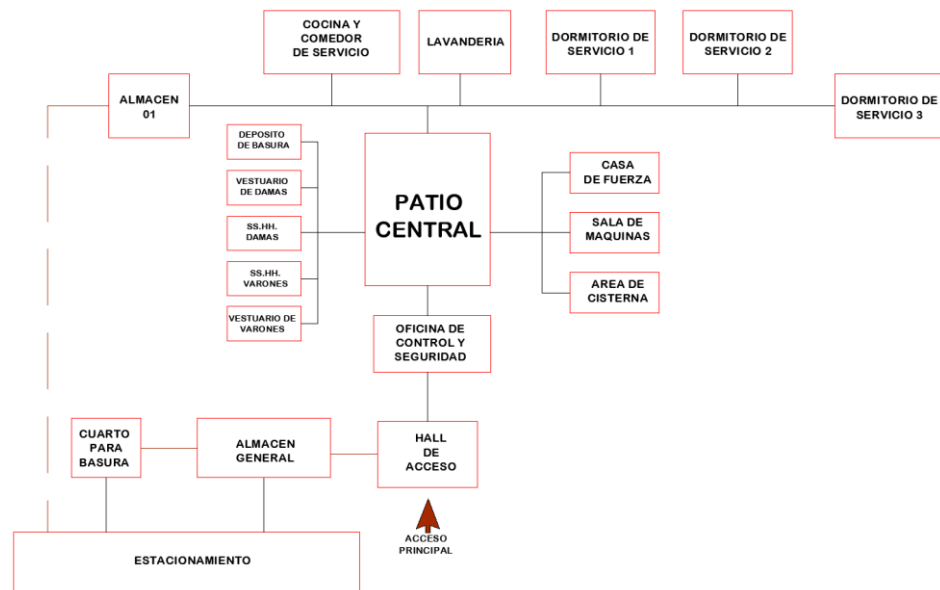 COCINA Y
COMEDOR
DE SERVICIO
LAVANDERIA
DORMITORIO DE
SERVICIO 1
DORMITORIO DE
SERVICIO 2
ALMACEN
01
DORMITORIO DE
SERVICIO 3
DEPOSITO
DE BASURA
VESTUARIO
DE DAMAS
SS.HH.
DAMAS
SS.HH.
VARONES
VESTUARIO DE
VARONES
PATIO
CENTRAL
CASA
DE FUERZA
SALA DE
MAQUINAS
AREA DE
CISTERNA
OFICINA DE
CONTROL Y
SEGURIDAD
CUARTO
PARA
BASURA
ALMACEN
GENERAL
HALL
DE
ACCESO
ACCESO
PRINCIPAL
ESTACIONAMIENTO